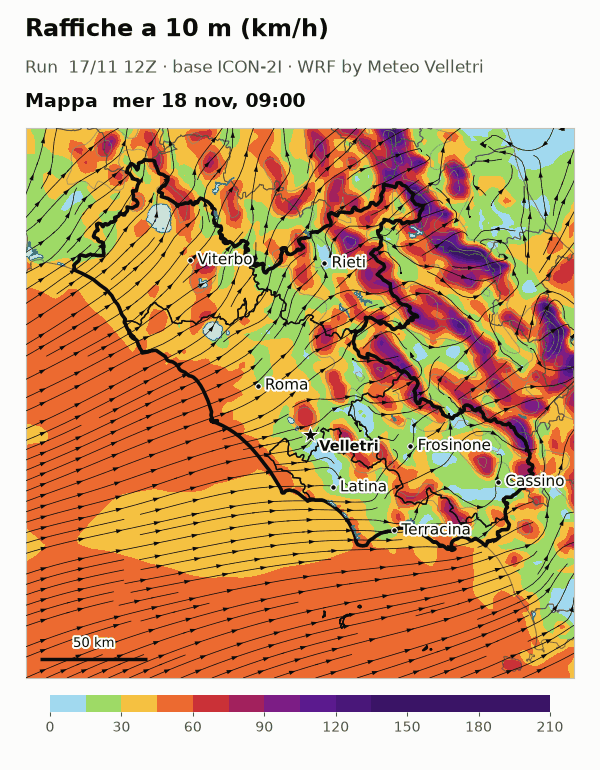 Raffiche a 10 m (km/h)
Run  17/11 12Z · base ICON-2I · WRF by Meteo Velletri
Mappa  mer 18 nov, 09:00
Viterbo
Rieti
Roma
Velletri
Frosinone
Cassino
Latina
Terracina
50 km
0 30 60 90 120 150 180 210